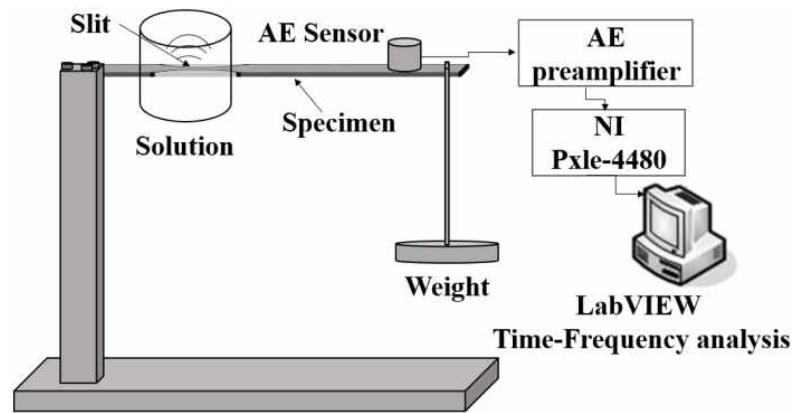 Slit
AE Sensor
AE
preamplifier
Specimen
Solution
NI
Pxle-4480
Weight
LabVIEW
Time-Frequency analysis